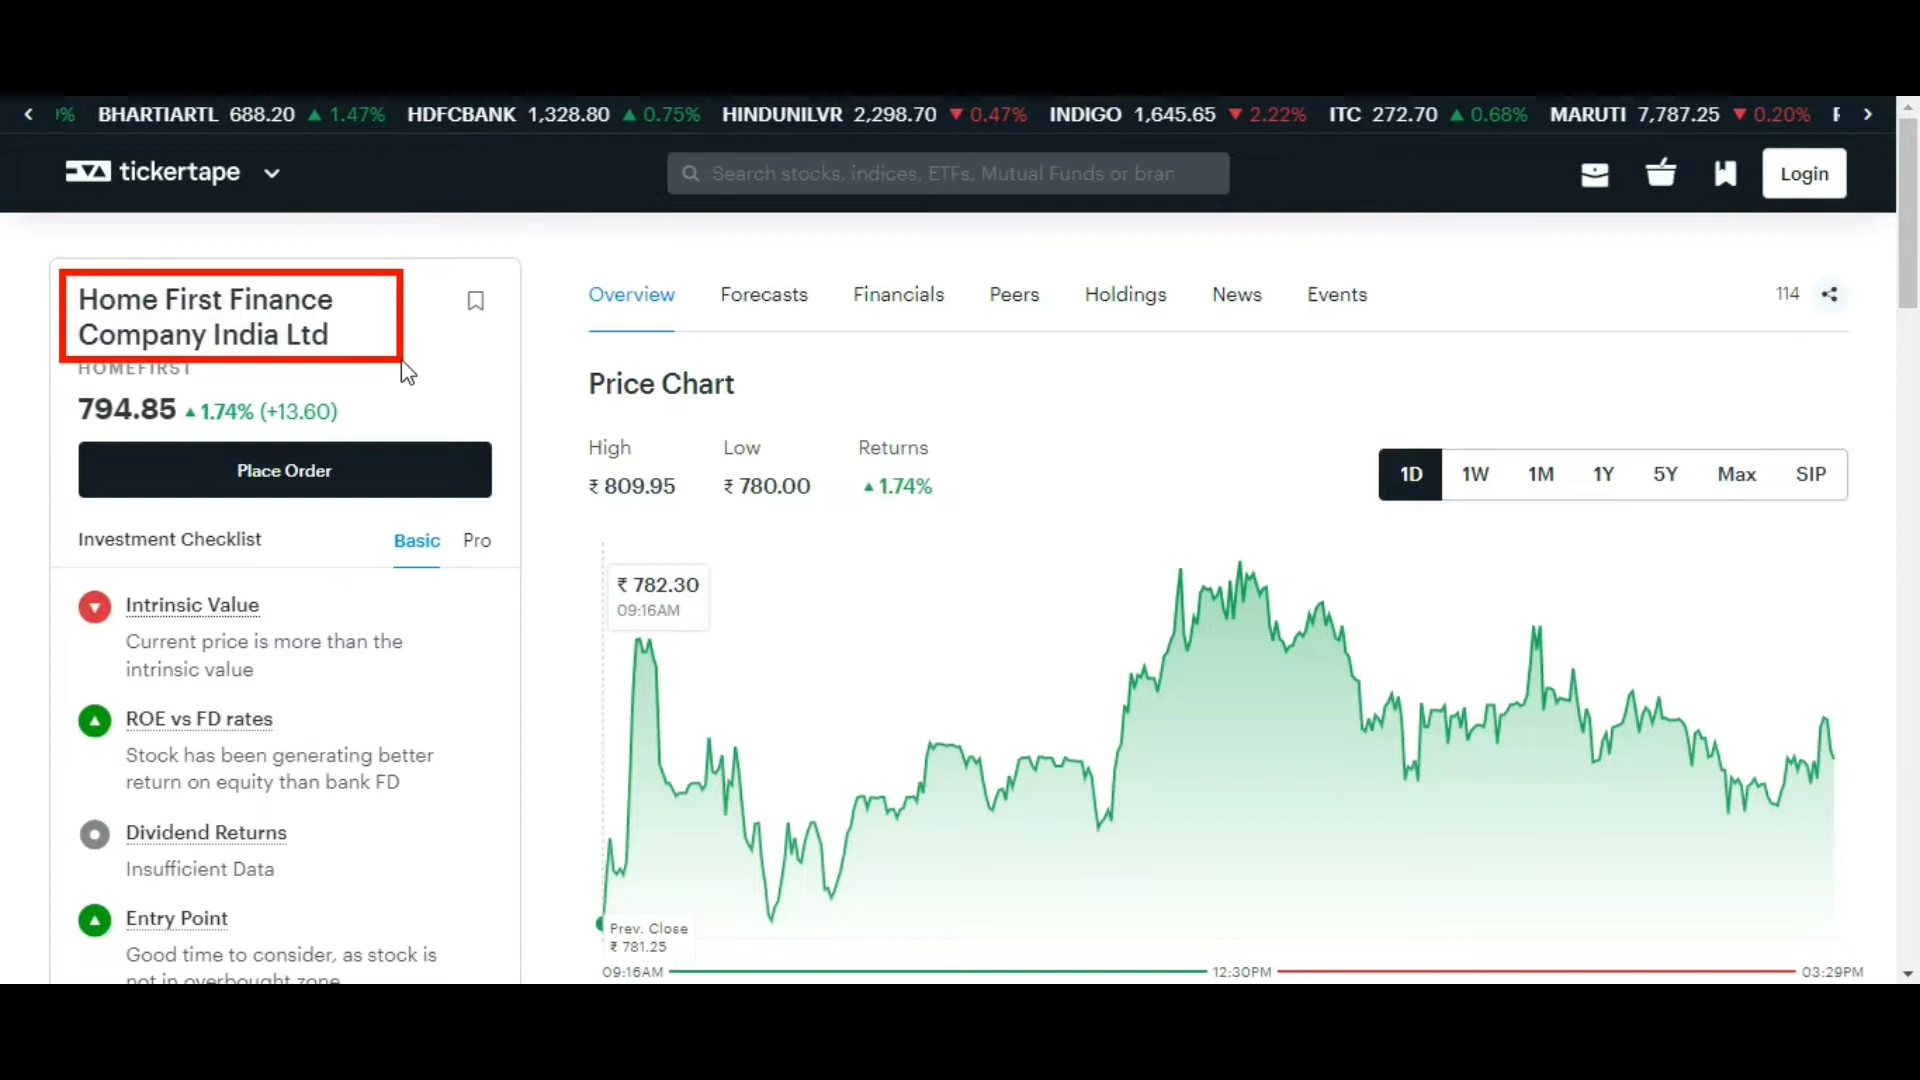 BHARTIARTL 688.20 ▲ 1.47% HDFCBANK 1,328.80 ▲ 0.75% HINDUNILVR 2,298.70 ▼ 0.47% INDIGO 1,645.65 ▼ 2.22% ITC 272.70 ▲ 0.68% MARUTI 7,787.25 ▼ 0.20%
tickertape
Search stocks, indices, ETFs, Mutual Funds or bran
Login
Home First Finance
Company India Ltd
HOMEFIRST
794.85 ▲ 1.74% (+13.60)
Place Order
Investment Checklist Basic Pro
Intrinsic Value
Current price is more than the
intrinsic value
ROE vs FD rates
Stock has been generating better
return on equity than bank FD
Dividend Returns
Insufficient Data
Entry Point
Good time to consider, as stock is
not in overbought zone
Overview Forecasts Financials Peers Holdings News Events 114
Price Chart
High Low Returns
₹ 809.95 ₹ 780.00 ▲ 1.74%
1D 1W 1M 1Y 5Y Max SIP
₹ 782.30
09:16AM
Prev. Close
₹ 781.25
09:16AM 12:30PM 03:29PM